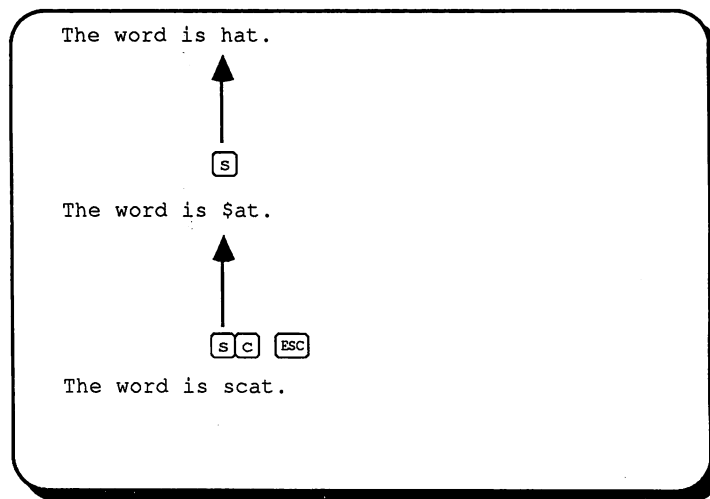 The word is hat.
s
The word is $at.
s c ESC
The word is scat.